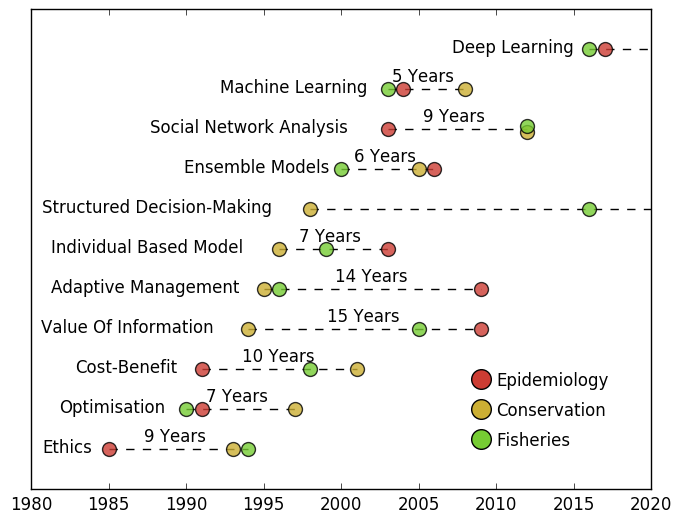 Deep Learning
5 Years
Machine Learning
9 Years
Social Network Analysis
6 Years
Ensemble Models
Structured Decision-Making
7 Years
Individual Based Model
14 Years
Adaptive Management
15 Years
Value Of Information
10 Years
Cost-Benefit
Epidemiology
7 Years
Optimisation
Conservation
9 Years
Fisheries
Ethics
1980 1985 1990 1995 2000 2005 2010 2015 2020